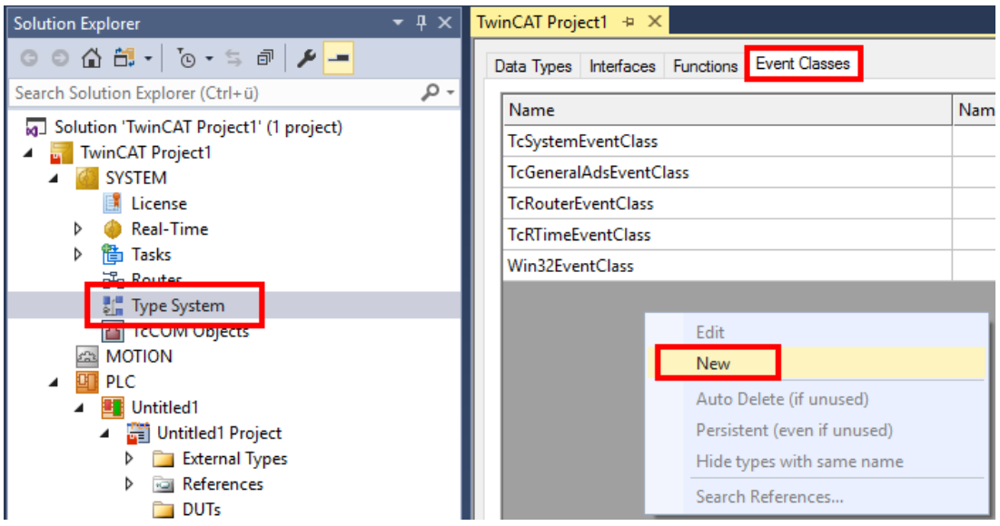 Solution Explorer
Search Solution Explorer (Ctrl+ü)
Solution 'TwinCAT Project1' (1 project)
TwinCAT Project1
SYSTEM
License
Real-Time
Tasks
Routes
Type System
TcCOM Objects
MOTION
PLC
Untitled1
Untitled1 Project
External Types
References
DUTs
TwinCAT Project1
Data Types Interfaces Functions Event Classes
Name Nam
TcSystemEventClass
TcGeneralAdsEventClass
TcRouterEventClass
TcRTimeEventClass
Win32EventClass
Edit
New
Auto Delete (if unused)
Persistent (even if unused)
Hide types with same name
Search References...